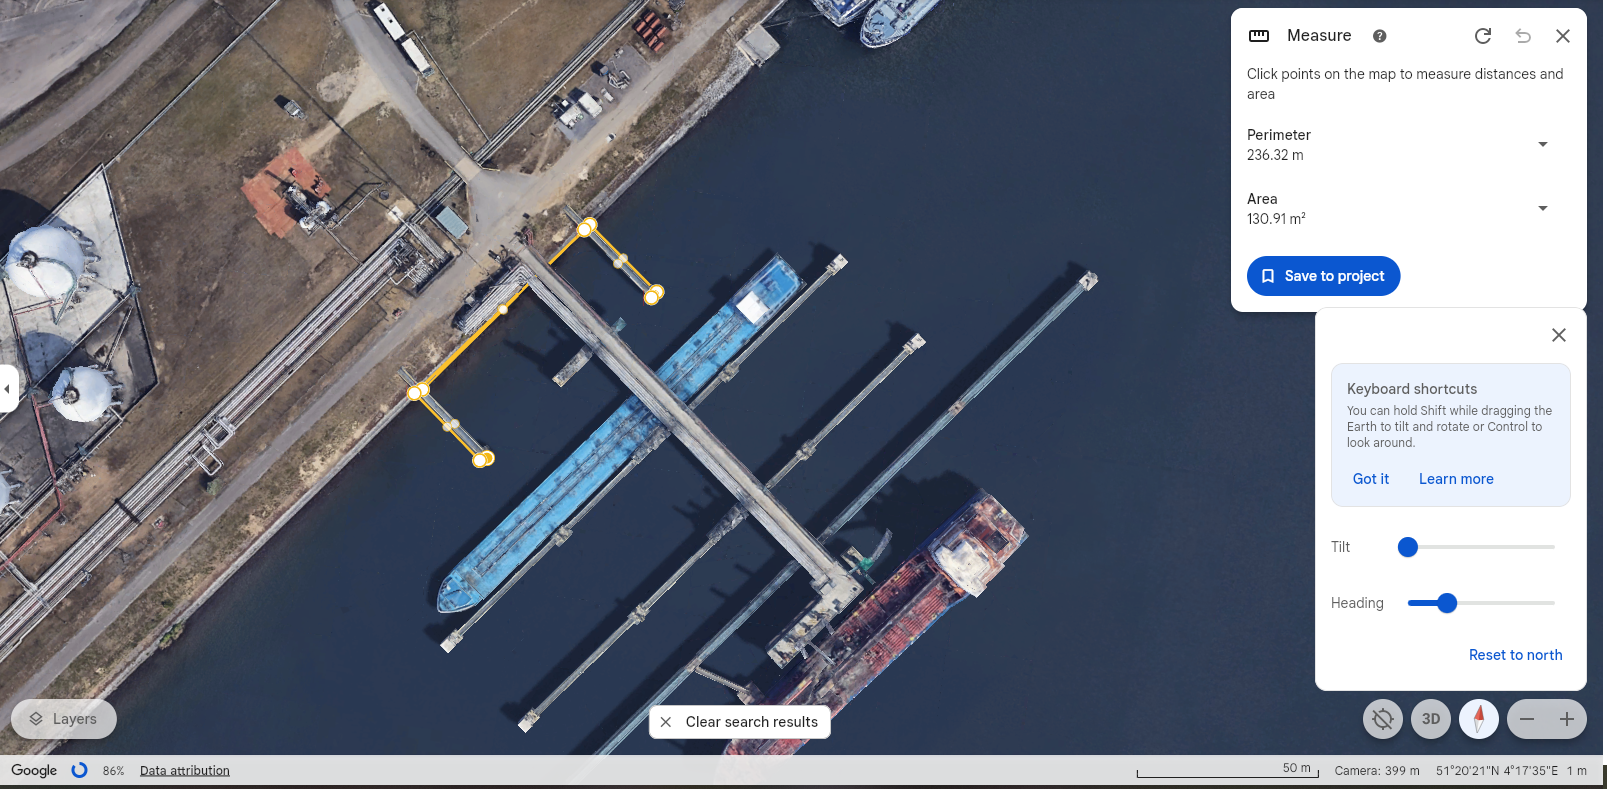 Measure
Click points on the map to measure distances and
area
Perimeter
236.32 m
Area
130.91 m²
Save to project
Keyboard shortcuts
You can hold Shift while dragging the
Earth to tilt and rotate or Control to
look around.
Got it
Learn more
Tilt
Heading
Reset to north
Layers
Clear search results
3D
Google
86%
Data attribution
50 m
Camera: 399 m
51°20'21"N 4°17'35"E
1 m